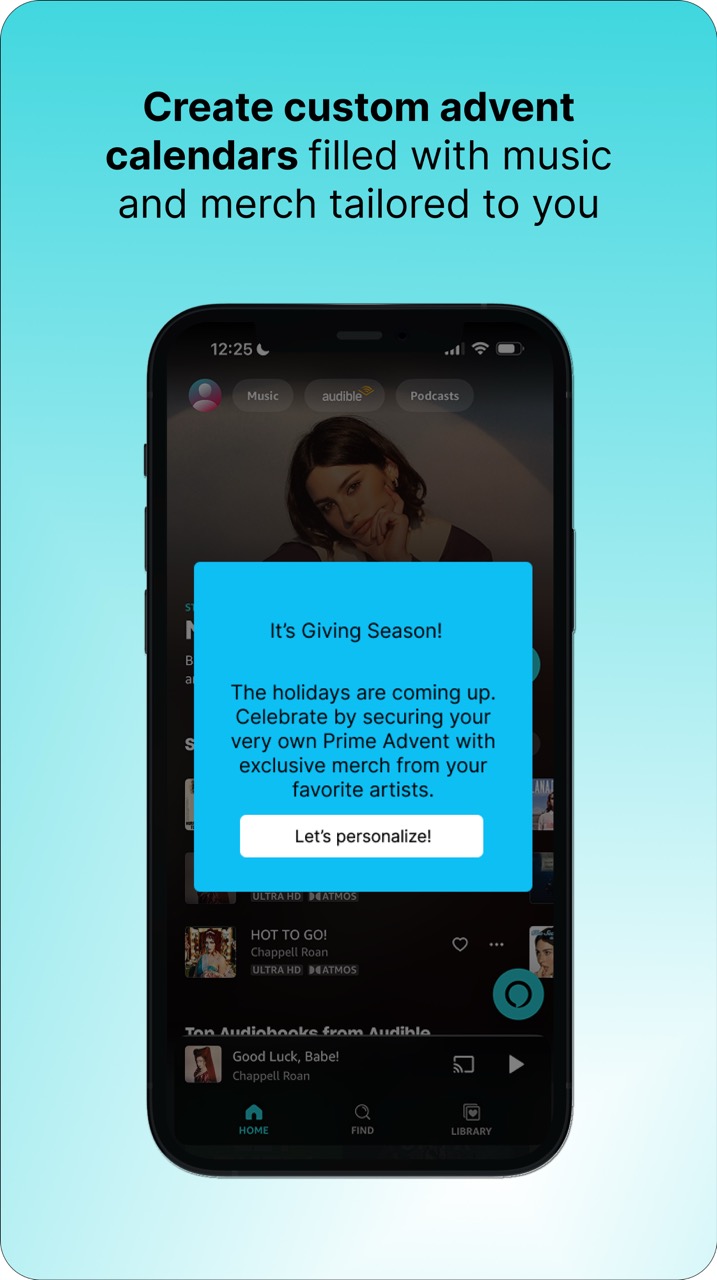 Create custom advent
calendars filled with music
and merch tailored to you
12:25
Music
audible
Podcasts
It's Giving Season!
The holidays are coming up.
Celebrate by securing your
very own Prime Advent with
exclusive merch from your
favorite artists.
Let's personalize!
ULTRA HD ATMOS
HOT TO GO!
Chappell Roan
ULTRA HD ATMOS
Top Audiobooks from Audible
Good Luck, Babe!
Chappell Roan
HOME
FIND
LIBRARY